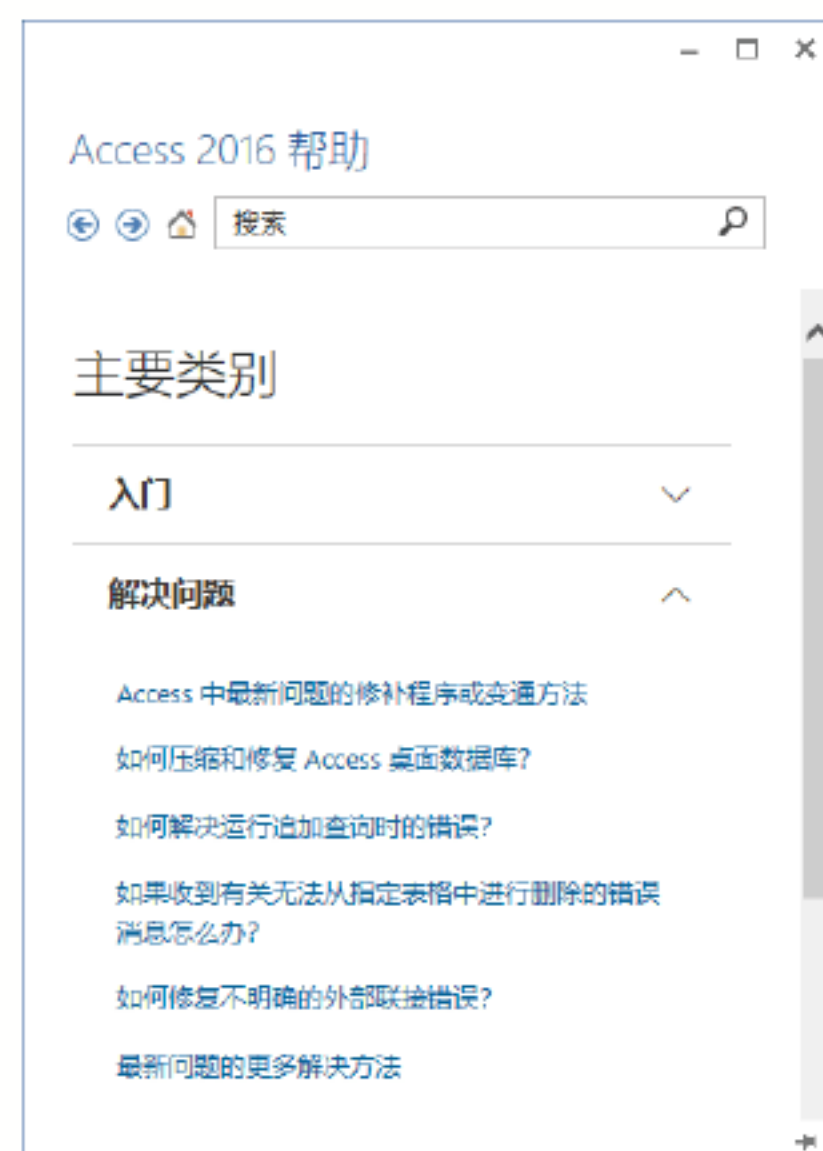 Access 2016 帮助
搜索
主要类别
入门
解决问题
Access 中最新问题的修补程序或变通方法
如何压缩和修复 Access 桌面数据库?
如何解决运行追加查询时的错误?
如果收到有关无法从指定表格中进行删除的错误
消息怎么办?
如何修复不明确的外部联接错误?
最新问题的更多解决方法